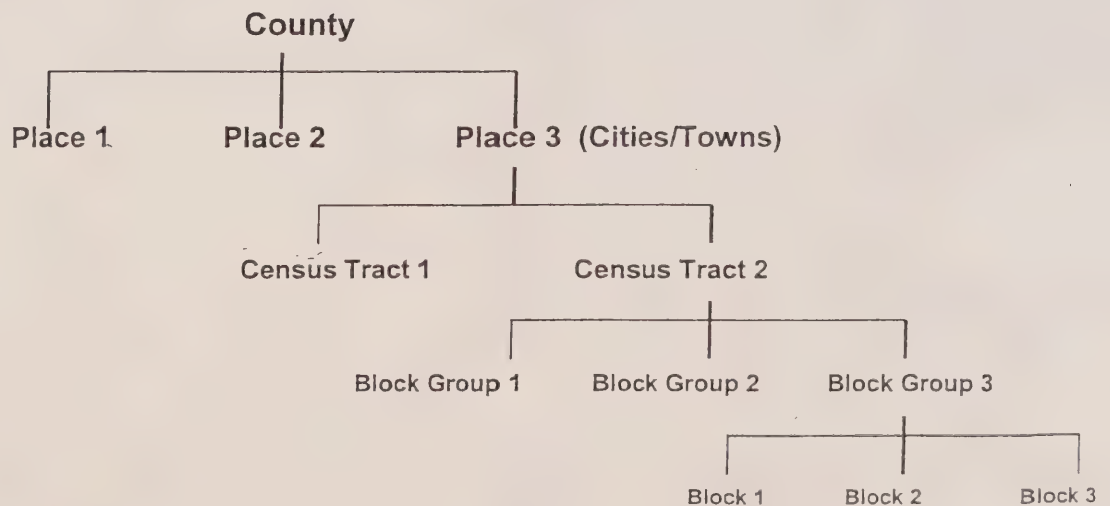 County
Place 1 Place 2 Place 3 (Cities/Towns)
Census Tract 1 Census Tract 2
Block Group 1 Block Group 2 Block Group 3
Block 1 Block 2 Block 3